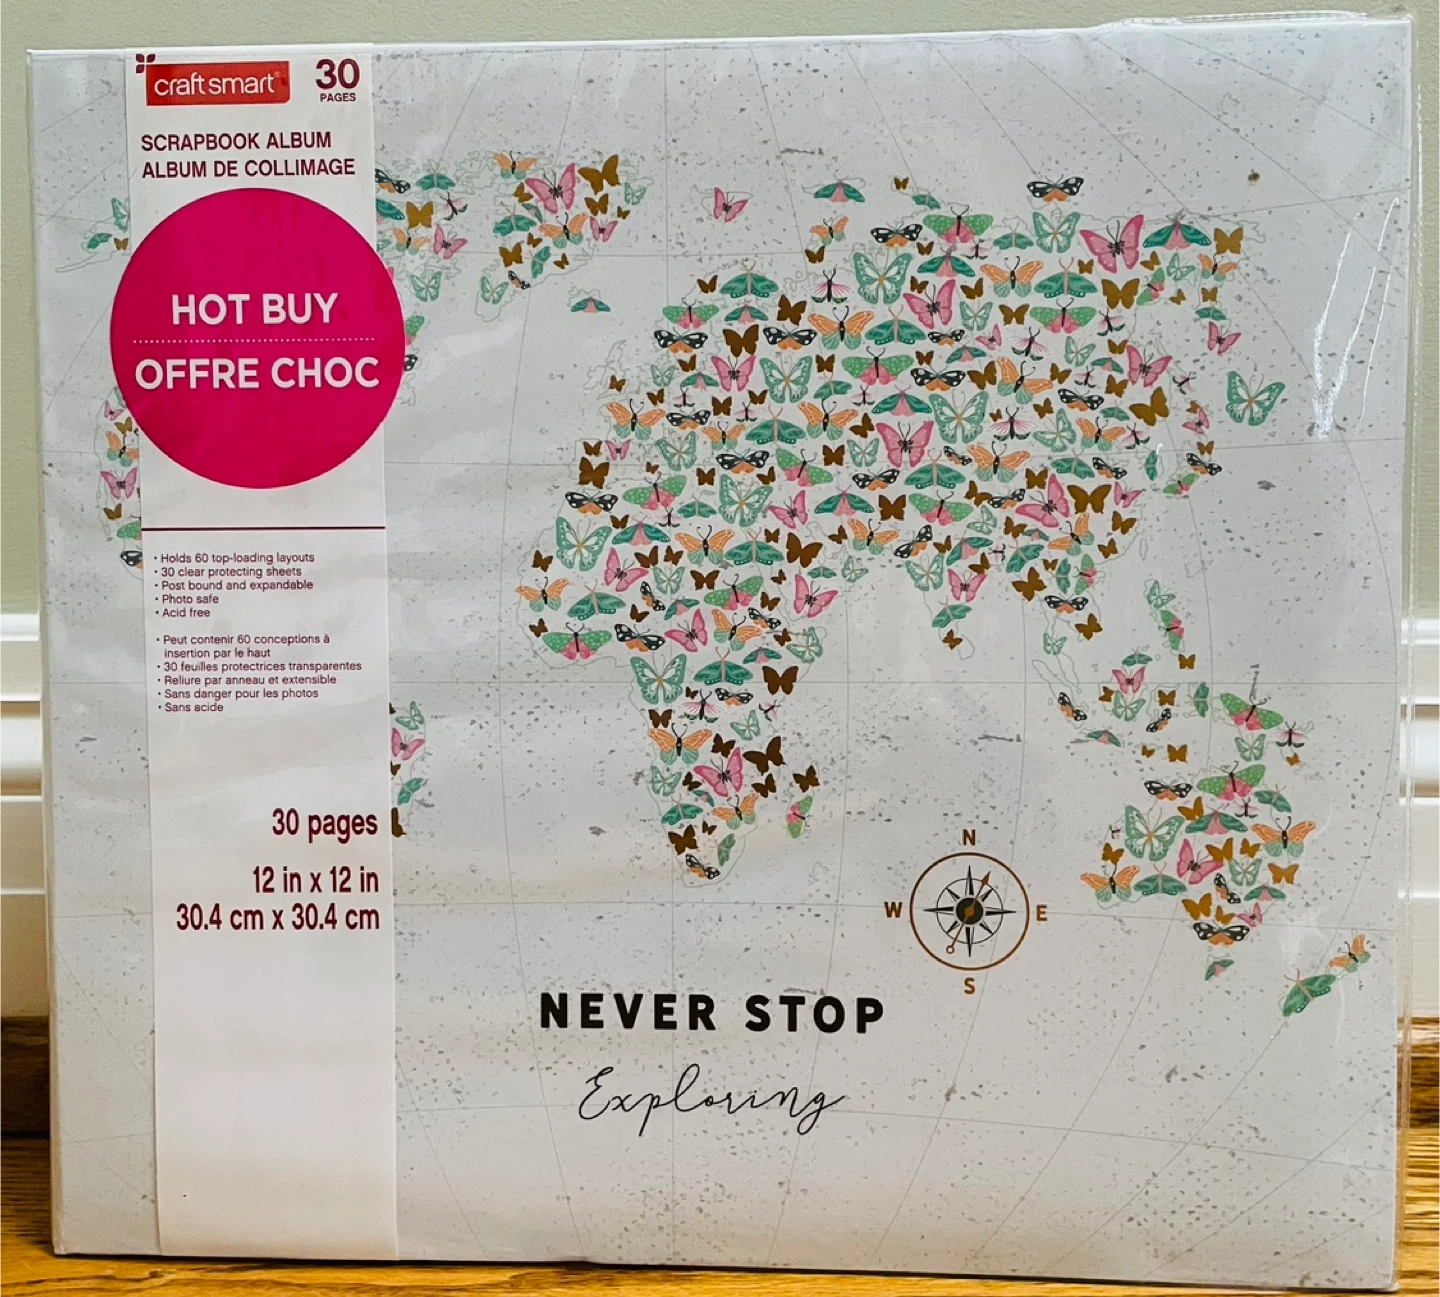 craft smart
30
PAGES
SCRAPBOOK ALBUM
ALBUM DE COLLIMAGE
HOT BUY
OFFRE CHOC
• Holds 60 top-loading layouts
• 30 clear protecting sheets
• Post bound and expandable
• Photo safe
• Acid free
• Peut contenir 60 conceptions à
insertion par le haut
• 30 feuilles protectrices transparentes
• Reliure par anneau et extensible
• Sans danger pour les photos
• Sans acide
30 pages
12 in x 12 in
30.4 cm x 30.4 cm
N
W E
S
NEVER STOP
Exploring